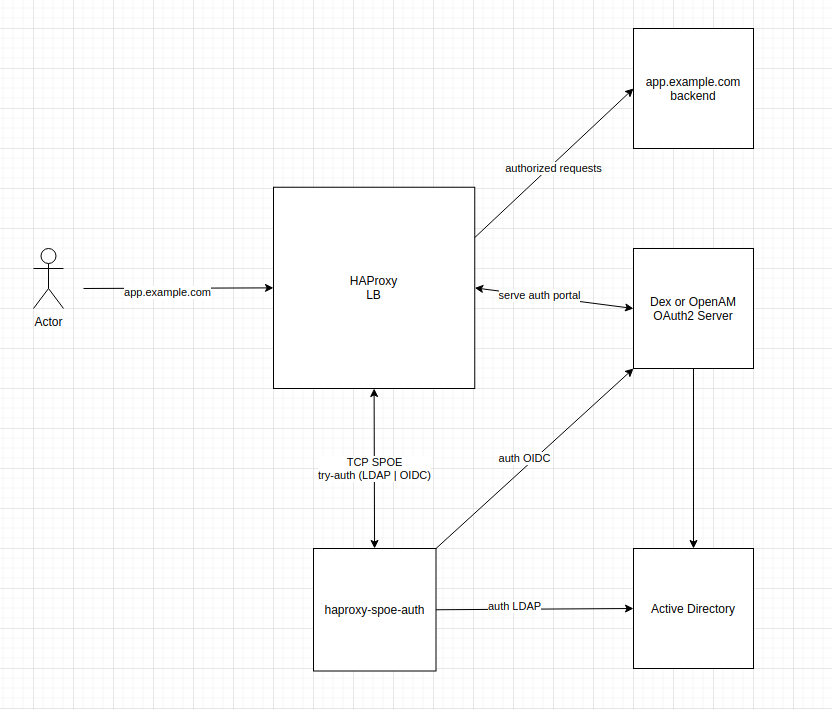 app.example.com
backend
authorized requests
HAProxy
LB
app.example.com
Actor
serve auth portal
Dex or OpenAM
OAuth2 Server
TCP SPOE
try-auth (LDAP | OIDC)
auth OIDC
haproxy-spoe-auth
auth LDAP
Active Directory